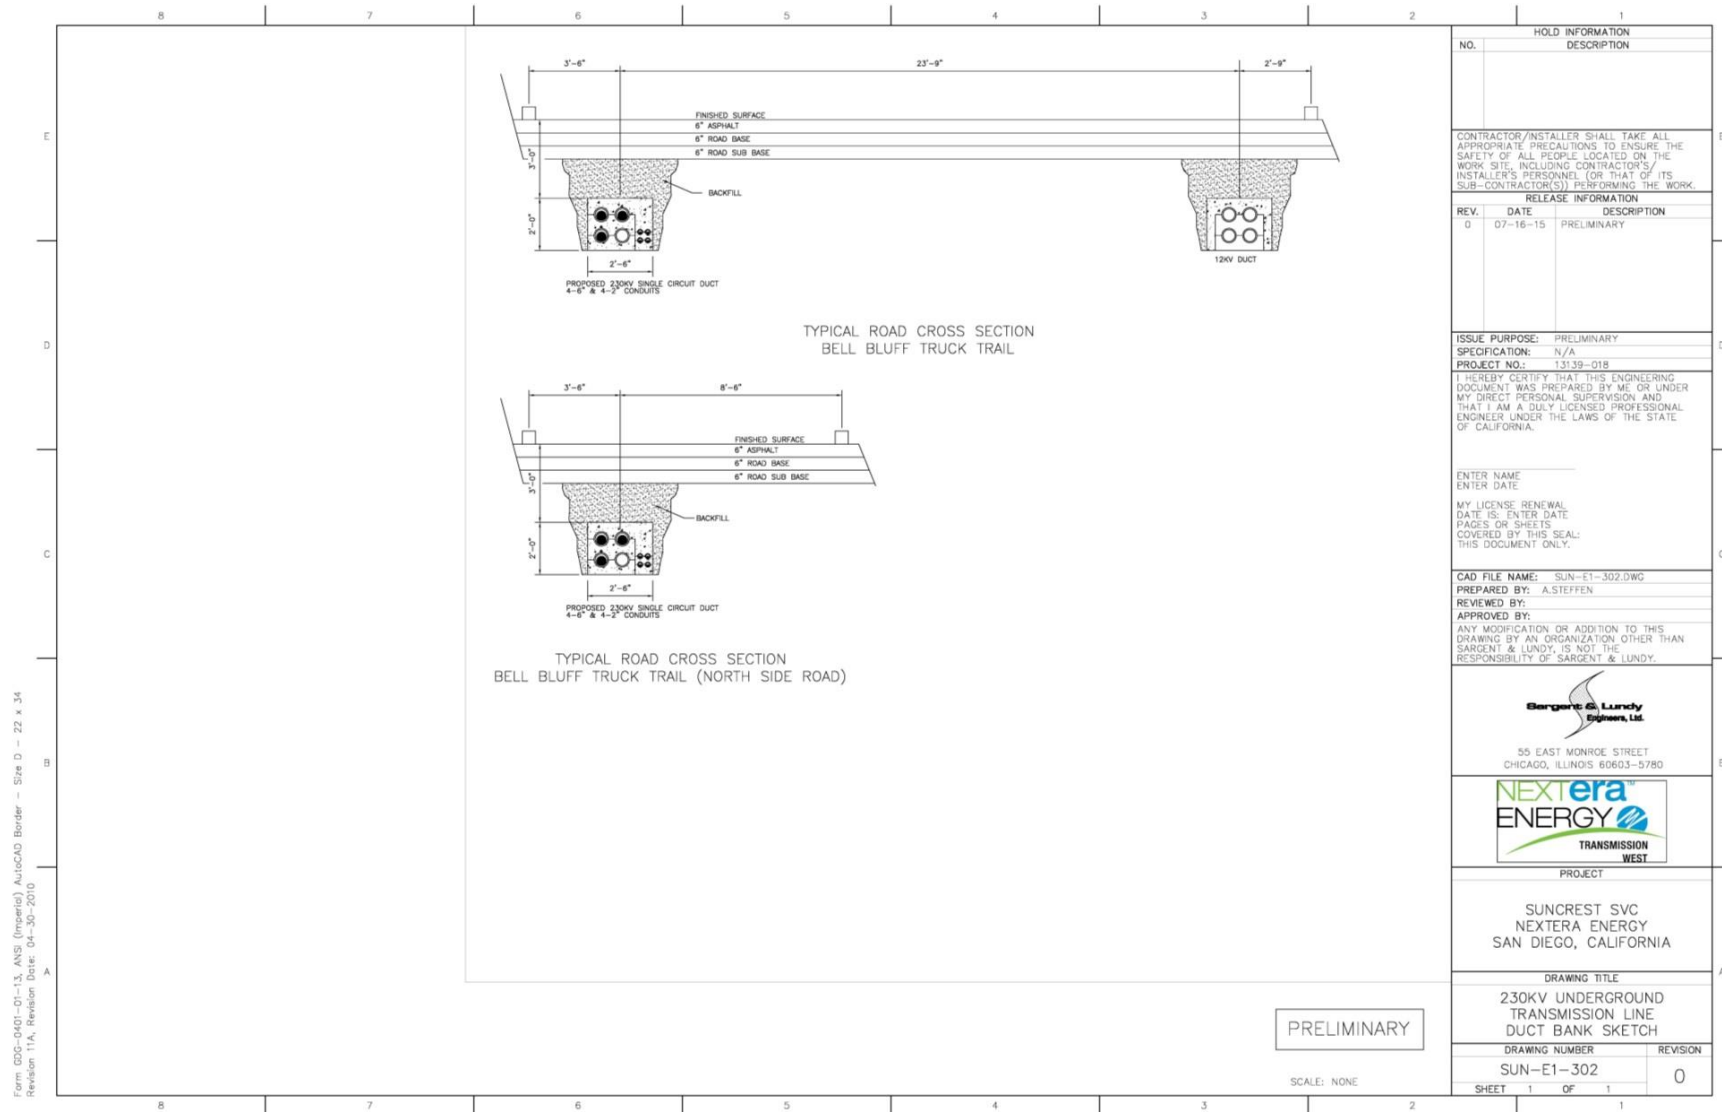 8 7 6 5 4 3 2 1
3'-6" 23'-9" 2'-9"
FINISHED SURFACE
6" ASPHALT
6" ROAD BASE
6" ROAD SUB BASE
3'-0"
BACKFILL
2'-0"
2'-6"
PROPOSED 230KV SINGLE CIRCUIT DUCT
4-6" & 4-2" CONDUITS
12KV DUCT
TYPICAL ROAD CROSS SECTION
BELL BLUFF TRUCK TRAIL
3'-6" 8'-6"
FINISHED SURFACE
6" ASPHALT
6" ROAD BASE
6" ROAD SUB BASE
3'-0"
BACKFILL
2'-0"
2'-6"
PROPOSED 230KV SINGLE CIRCUIT DUCT
4-6" & 4-2" CONDUITS
TYPICAL ROAD CROSS SECTION
BELL BLUFF TRUCK TRAIL (NORTH SIDE ROAD)
E
D
C
B
A
Form GDG-0401-01-13, ANSI (Imperial) AutoCAD Border - Size D - 22 x 34
Revision 11A, Revision Date: 04-30-2010
PRELIMINARY
SCALE: NONE
HOLD INFORMATION
NO. DESCRIPTION
CONTRACTOR/INSTALLER SHALL TAKE ALL
APPROPRIATE PRECAUTIONS TO ENSURE THE
SAFETY OF ALL PEOPLE LOCATED ON THE
WORK SITE, INCLUDING CONTRACTOR'S/
INSTALLER'S PERSONNEL (OR THAT OF ITS
SUB-CONTRACTOR(S)) PERFORMING THE WORK.
RELEASE INFORMATION
REV. DATE DESCRIPTION
0 07-16-15 PRELIMINARY
ISSUE PURPOSE: PRELIMINARY
SPECIFICATION: N/A
PROJECT NO.: 13139-018
I HEREBY CERTIFY THAT THIS ENGINEERING
DOCUMENT WAS PREPARED BY ME OR UNDER
MY DIRECT PERSONAL SUPERVISION AND
THAT I AM A DULY LICENSED PROFESSIONAL
ENGINEER UNDER THE LAWS OF THE STATE
OF CALIFORNIA.
ENTER NAME
ENTER DATE
MY LICENSE RENEWAL
DATE IS: ENTER DATE
PAGES OR SHEETS
COVERED BY THIS SEAL:
THIS DOCUMENT ONLY.
CAD FILE NAME: SUN-E1-302.DWG
PREPARED BY: A.STEFFEN
REVIEWED BY:
APPROVED BY:
ANY MODIFICATION OR ADDITION TO THIS
DRAWING BY AN ORGANIZATION OTHER THAN
SARGENT & LUNDY, IS NOT THE
RESPONSIBILITY OF SARGENT & LUNDY.
Sargent & Lundy
Engineers, Ltd.
55 EAST MONROE STREET
CHICAGO, ILLINOIS 60603-5780
NEXTera™
ENERGY
TRANSMISSION
WEST
PROJECT
SUNCREST SVC
NEXTERA ENERGY
SAN DIEGO, CALIFORNIA
DRAWING TITLE
230KV UNDERGROUND
TRANSMISSION LINE
DUCT BANK SKETCH
DRAWING NUMBER REVISION
SUN-E1-302 0
SHEET 1 OF 1
8 7 6 5 4 3 2 1